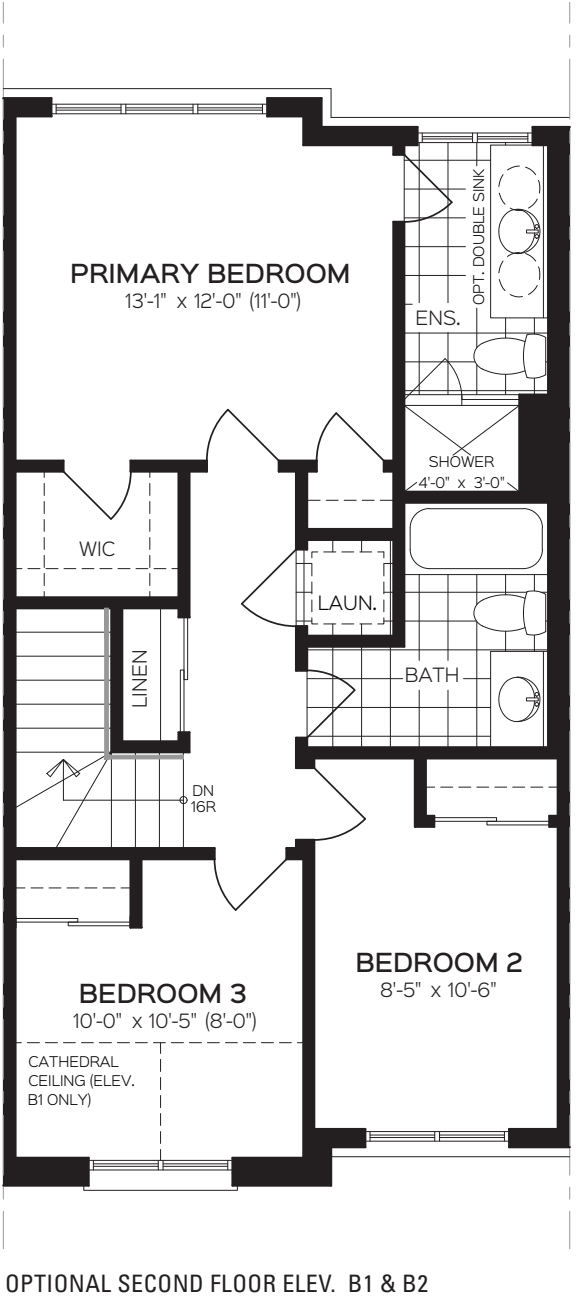 OPT. DOUBLE SINK
PRIMARY BEDROOM
13'-1" x 12'-0" (11'-0")
ENS.
SHOWER
4'-0" x 3'-0"
WIC
LAUN.
LINEN
BATH
DN
16R
BEDROOM 2
8'-5" x 10'-6"
BEDROOM 3
10'-0" x 10'-5" (8'-0")
CATHEDRAL
CEILING (ELEV.
B1 ONLY)
OPTIONAL SECOND FLOOR ELEV. B1 & B2